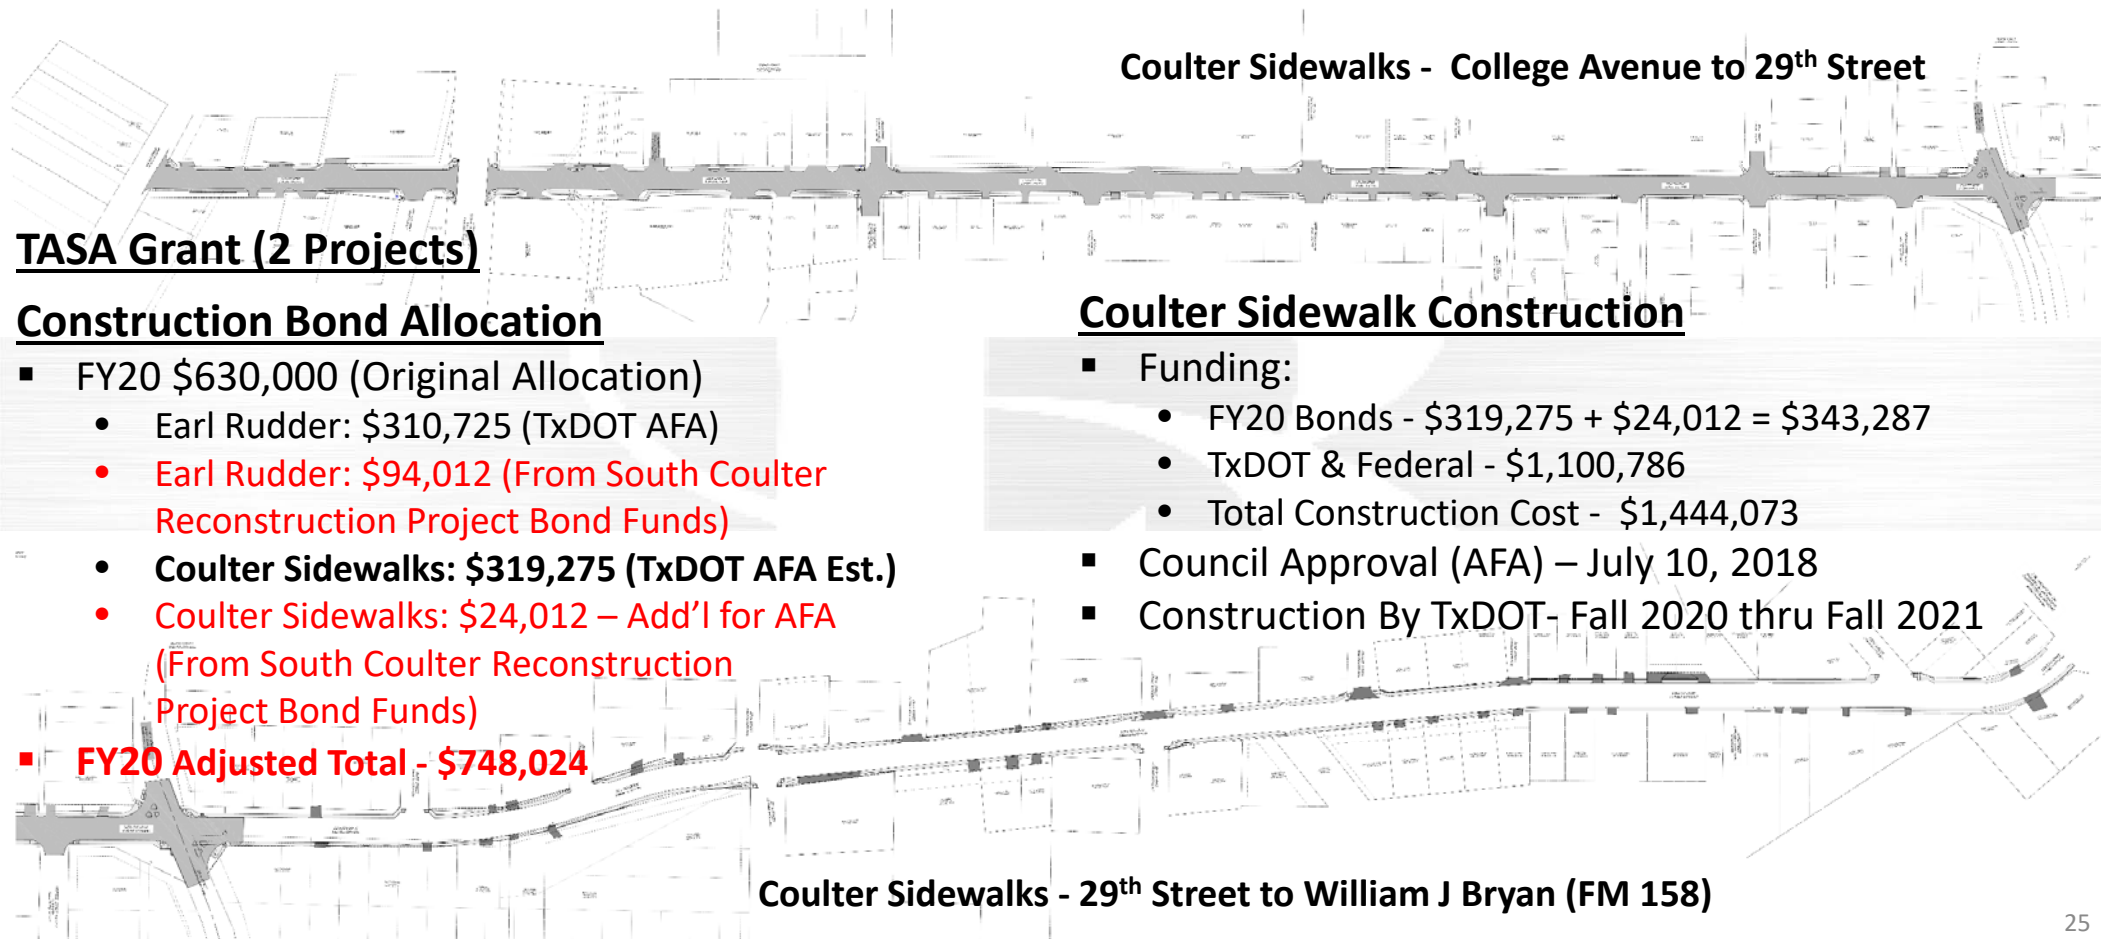 Coulter Sidewalks - College Avenue to 29th Street
TASA Grant (2 Projects)
Construction Bond Allocation
▪ FY20 $630,000 (Original Allocation)
• Earl Rudder: $310,725 (TxDOT AFA)
• Earl Rudder: $94,012 (From South Coulter
Reconstruction Project Bond Funds)
• Coulter Sidewalks: $319,275 (TxDOT AFA Est.)
• Coulter Sidewalks: $24,012 – Add’l for AFA
(From South Coulter Reconstruction
Project Bond Funds)
▪ FY20 Adjusted Total - $748,024
Coulter Sidewalk Construction
▪ Funding:
• FY20 Bonds - $319,275 + $24,012 = $343,287
• TxDOT & Federal - $1,100,786
• Total Construction Cost - $1,444,073
▪ Council Approval (AFA) – July 10, 2018
▪ Construction By TxDOT- Fall 2020 thru Fall 2021
Coulter Sidewalks - 29th Street to William J Bryan (FM 158)
25